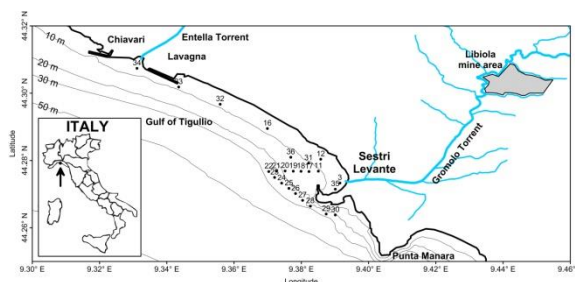 44.32° N
44.30° N
44.28° N
44.26° N
Latitude
Latitude
10 m
20 m
30 m
50 m
Chiavari
Entella Torrent
Lavagna
Gulf of Tigullio
Libiola
mine area
Gromolo Torrent
Sestri
Levante
Punta Manara
ITALY
34
32
16
36
31
12
22 21 20 19 18 17 11
24
25
26
27
28
29 30
3
35
9.30° E
9.32° E
9.34° E
9.36° E
9.38° E
9.40° E
9.42° E
9.44° E
9.46° E
Longitude